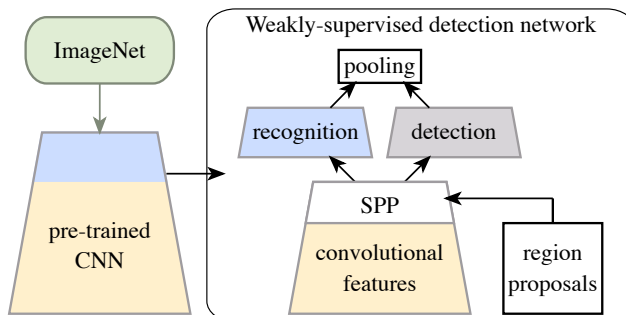 ImageNet
pre-trained
CNN
Weakly-supervised detection network
pooling
recognition
detection
SPP
convolutional
features
region
proposals